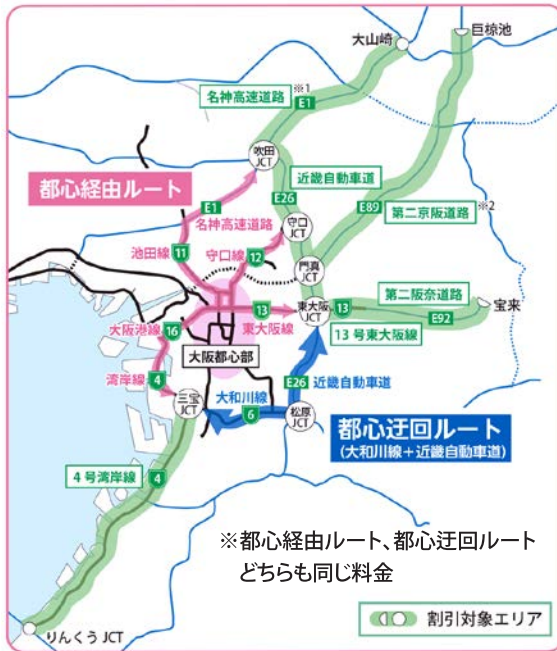 大山崎
巨椋池
名神高速道路 ※1
E1
吹田
JCT
近畿自動車道
都心経由ルート
E1
E26
名神高速道路
守口
JCT
E89
第二京阪道路 ※2
池田線
11
守口線
12
門真
JCT
第二阪奈道路
宝来
大阪港線
16
13
東大阪線
東大阪
JCT
13
E92
13号東大阪線
大阪都心部
湾岸線
4
三宝
JCT
大和川線
6
E26
近畿自動車道
松原
JCT
都心迂回ルート
(大和川線+近畿自動車道)
4号湾岸線
4
※都心経由ルート、都心迂回ルート
どちらも同じ料金
りんくうJCT
割引対象エリア